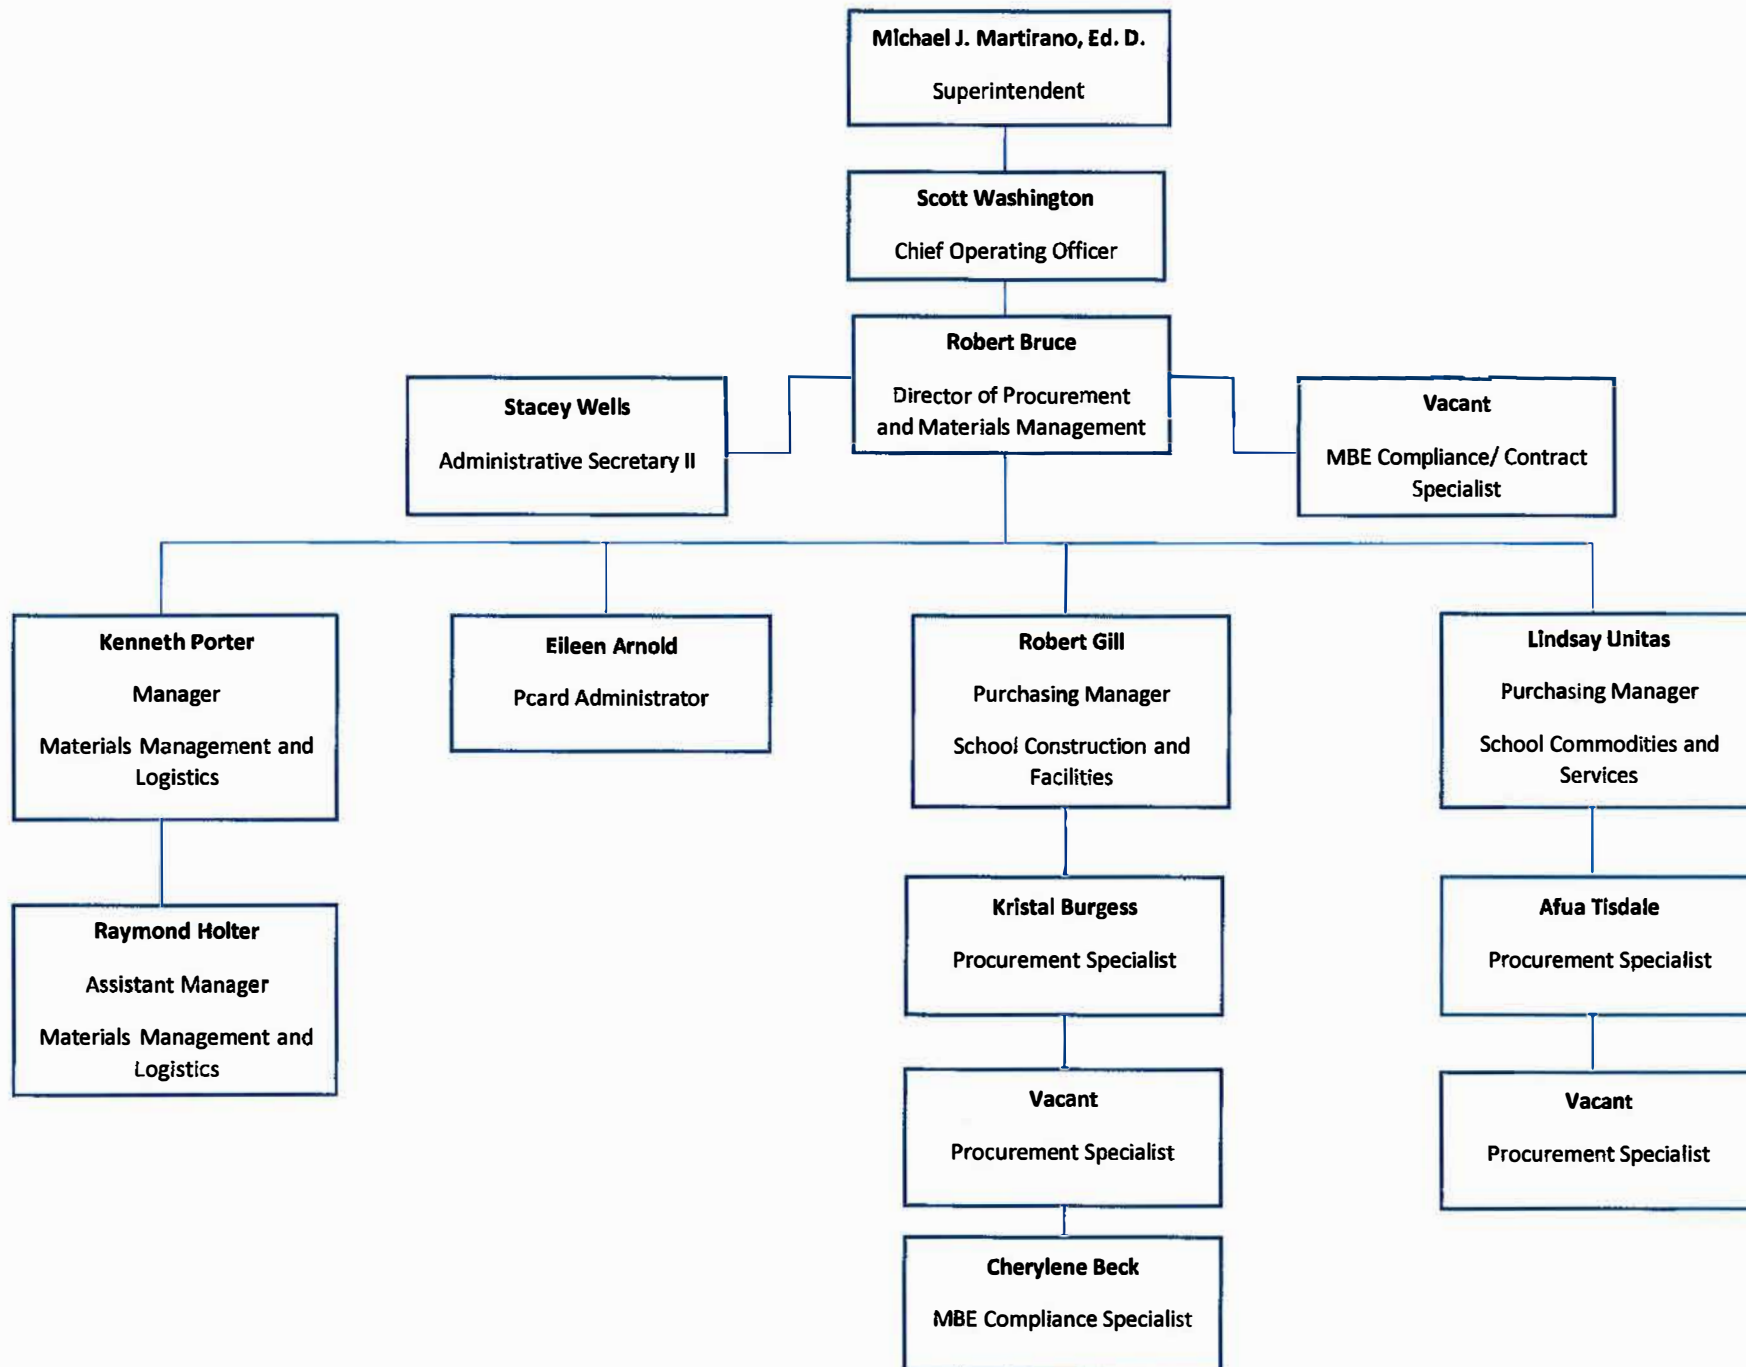 Michael J. Martirano, Ed. D.
Superintendent
Scott Washington
Chief Operating Officer
Robert Bruce
Director of Procurement
and Materials Management
Stacey Wells
Administrative Secretary II
Vacant
MBE Compliance/ Contract
Specialist
Kenneth Porter
Manager
Materials Management and
Logistics
Eileen Arnold
Pcard Administrator
Robert Gill
Purchasing Manager
School Construction and
Facilities
Lindsay Unitas
Purchasing Manager
School Commodities and
Services
Raymond Holter
Assistant Manager
Materials Management and
Logistics
Kristal Burgess
Procurement Specialist
Afua Tisdale
Procurement Specialist
Vacant
Procurement Specialist
Vacant
Procurement Specialist
Cherylene Beck
MBE Compliance Specialist